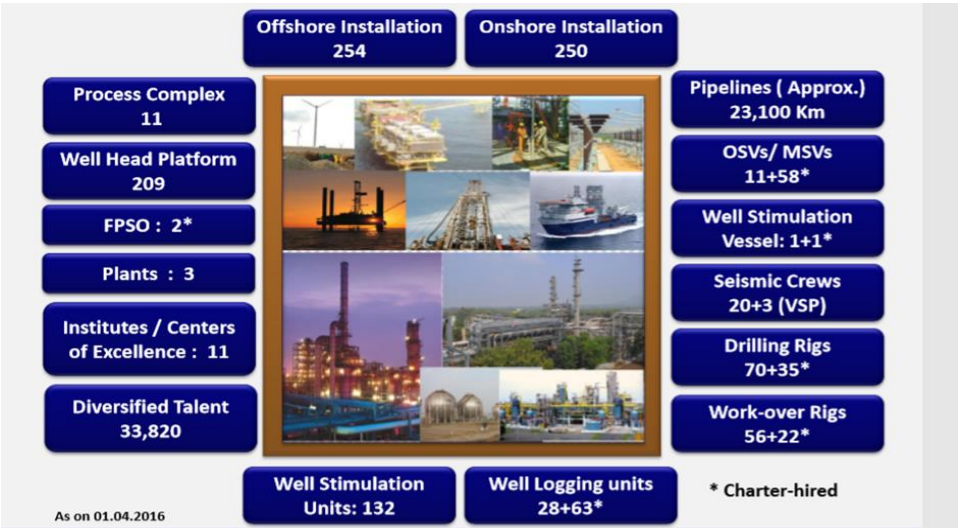 Offshore Installation
254
Onshore Installation
250
Process Complex
11
Well Head Platform
209
FPSO : 2*
Plants : 3
Institutes / Centers
of Excellence : 11
Diversified Talent
33,820
Pipelines ( Approx.)
23,100 Km
OSVs/ MSVs
11+58*
Well Stimulation
Vessel: 1+1*
Seismic Crews
20+3 (VSP)
Drilling Rigs
70+35*
Work-over Rigs
56+22*
Well Stimulation
Units: 132
Well Logging units
28+63*
* Charter-hired
As on 01.04.2016